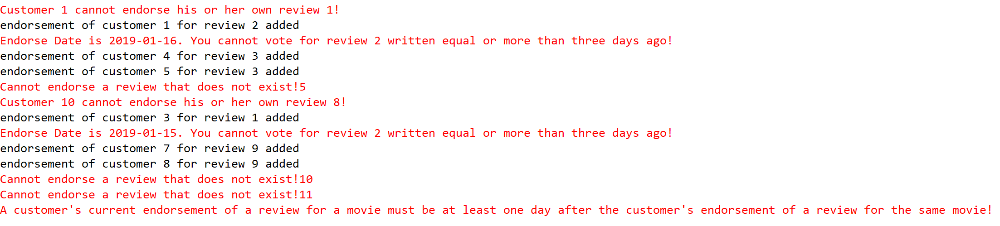 Customer 1 cannot endorse his or her own review 1!
endorsement of customer 1 for review 2 added
Endorse Date is 2019-01-16. You cannot vote for review 2 written equal or more than three days ago!
endorsement of customer 4 for review 3 added
endorsement of customer 5 for review 3 added
Cannot endorse a review that does not exist!5
Customer 10 cannot endorse his or her own review 8!
endorsement of customer 3 for review 1 added
Endorse Date is 2019-01-15. You cannot vote for review 2 written equal or more than three days ago!
endorsement of customer 7 for review 9 added
endorsement of customer 8 for review 9 added
Cannot endorse a review that does not exist!10
Cannot endorse a review that does not exist!11
A customer's current endorsement of a review for a movie must be at least one day after the customer's endorsement of a review for the same movie!